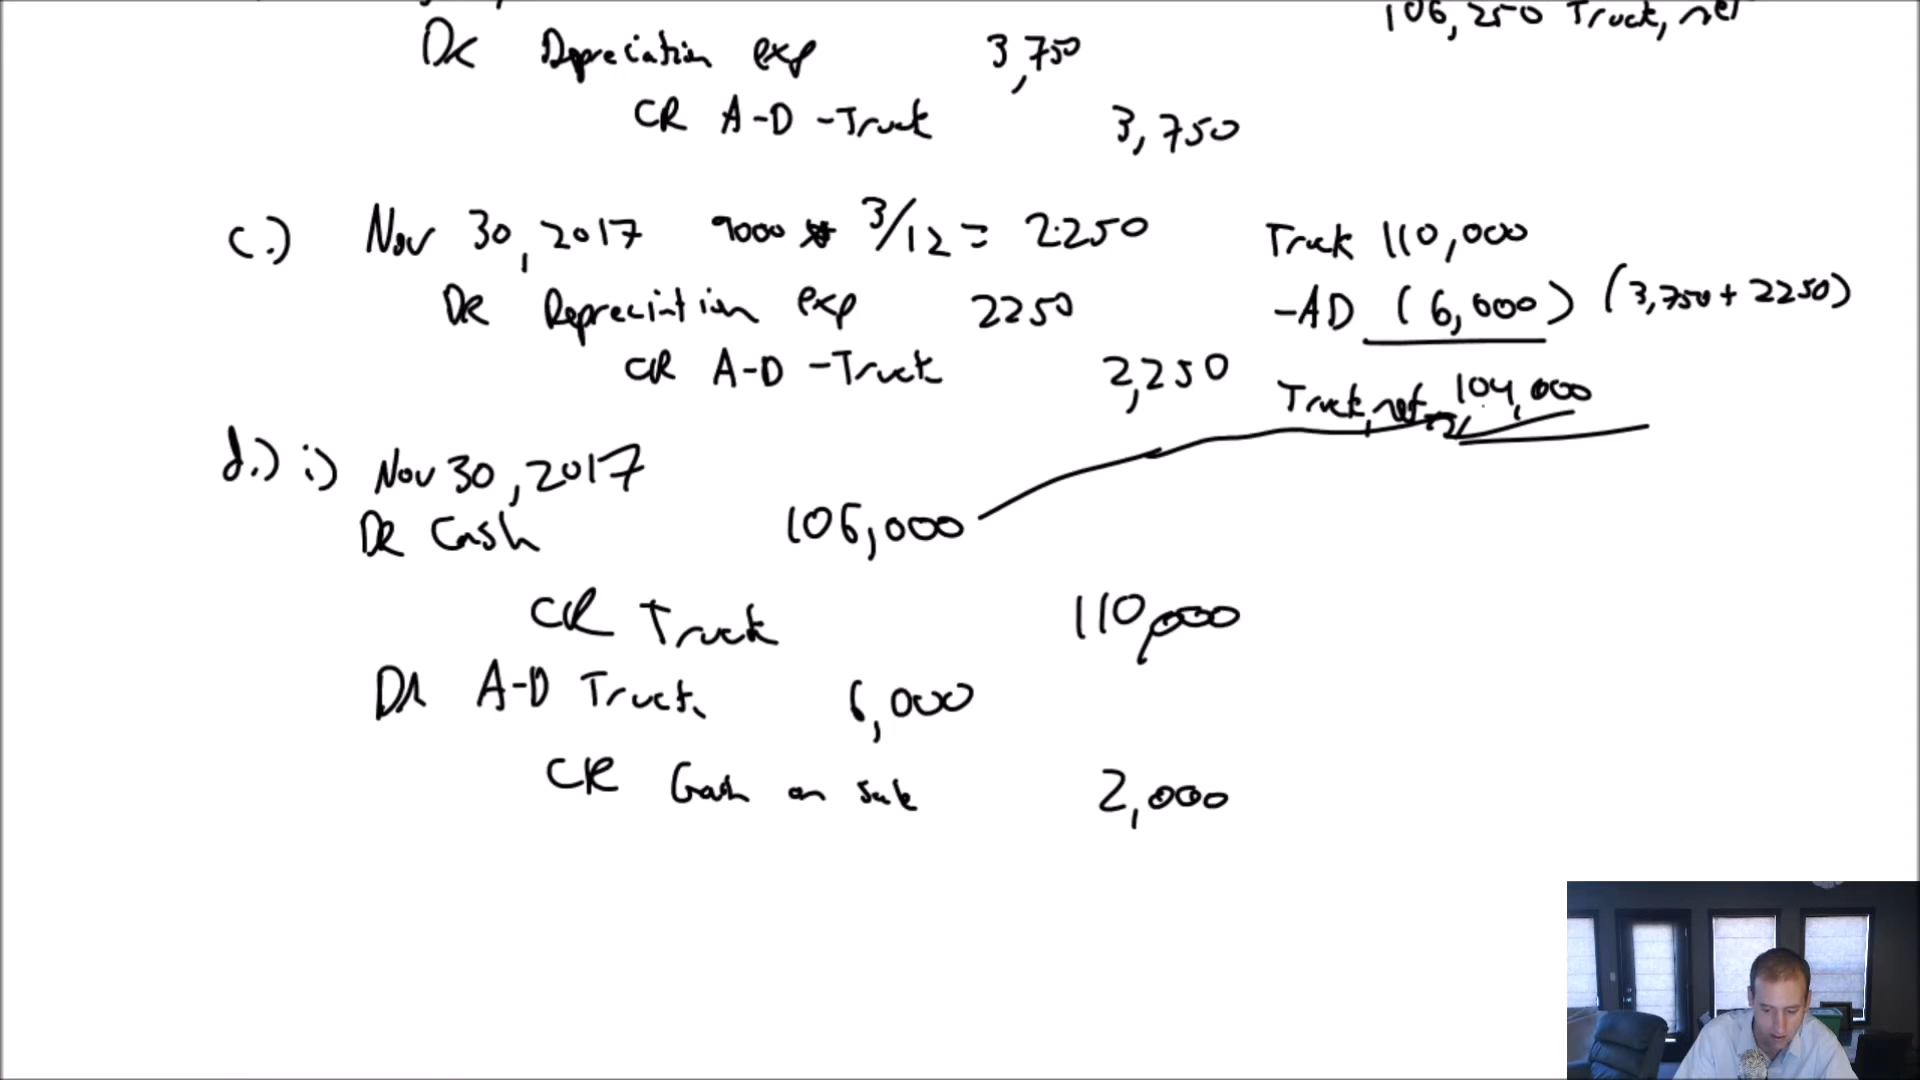 106,250 Truck, net
DR Depreciation exp 3,750
CR A-D -Truck 3,750
c.) Nov 30, 2017 9000 * 3/12 = 2250 Truck 110,000
DR Depreciation exp 2250 -AD (6,000) (3,750 + 2250)
CR A-D -Truck 2,250 Truck, net 104,000
d.) i) Nov 30, 2017
DR Cash 106,000
CR Truck 110,000
DR A-D Truck 6,000
CR on sale 2,000